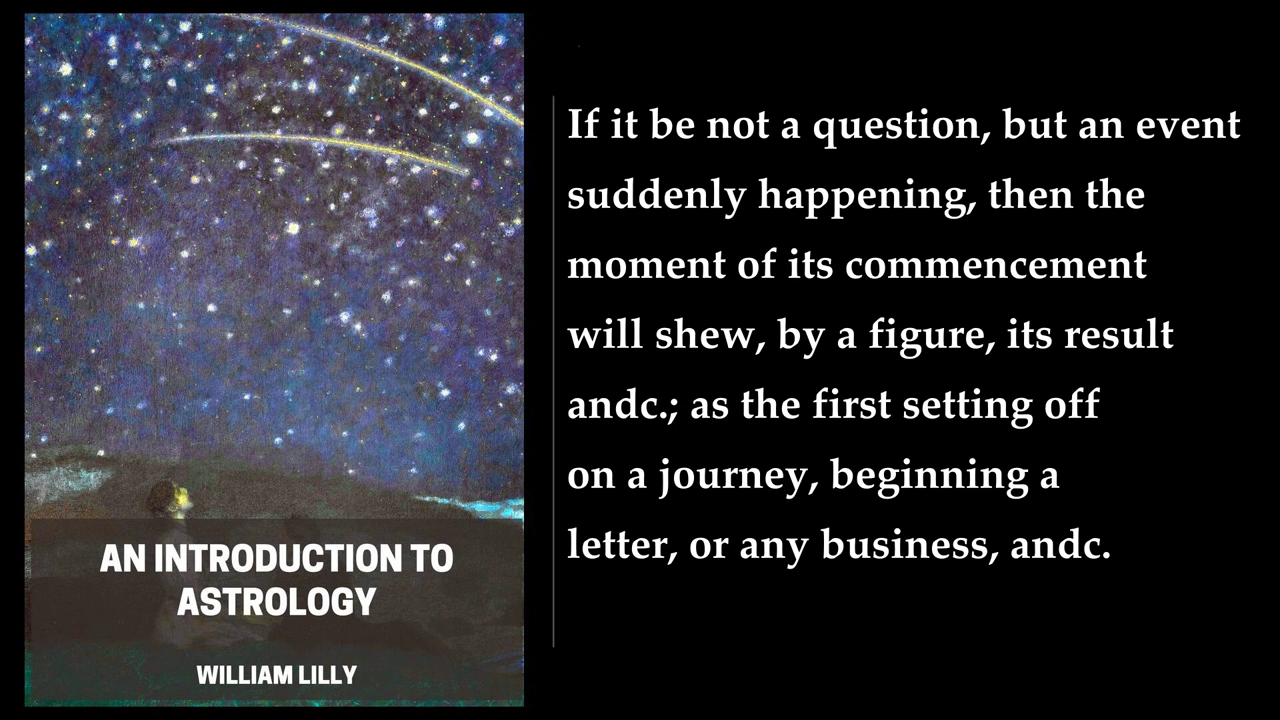 AN INTRODUCTION TO
ASTROLOGY
WILLIAM LILLY
If it be not a question, but an event
suddenly happening, then the
moment of its commencement
will shew, by a figure, its result
andc.; as the first setting off
on a journey, beginning a
letter, or any business, andc.